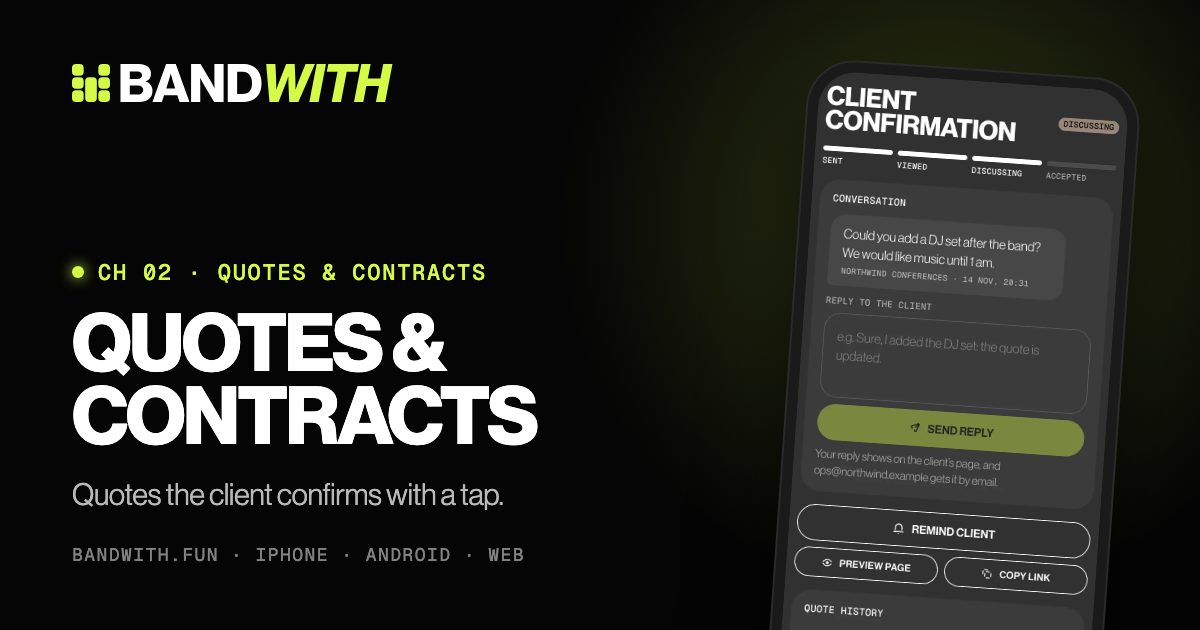 BANDWITH
CH 02 · QUOTES & CONTRACTS
QUOTES &
CONTRACTS
Quotes the client confirms with a tap.
BANDWITH.FUN · IPHONE · ANDROID · WEB
CLIENT
CONFIRMATION
DISCUSSING
SENT
VIEWED
DISCUSSING
ACCEPTED
CONVERSATION
Could you add a DJ set after the band?
We would like music until 1 am.
NORTHWIND CONFERENCES · 14 NOV, 20:31
REPLY TO THE CLIENT
e.g. Sure, I added the DJ set: the quote is
updated.
SEND REPLY
Your reply shows on the client's page, and
ops@northwind.example gets it by email.
REMIND CLIENT
PREVIEW PAGE
COPY LINK
QUOTE HISTORY